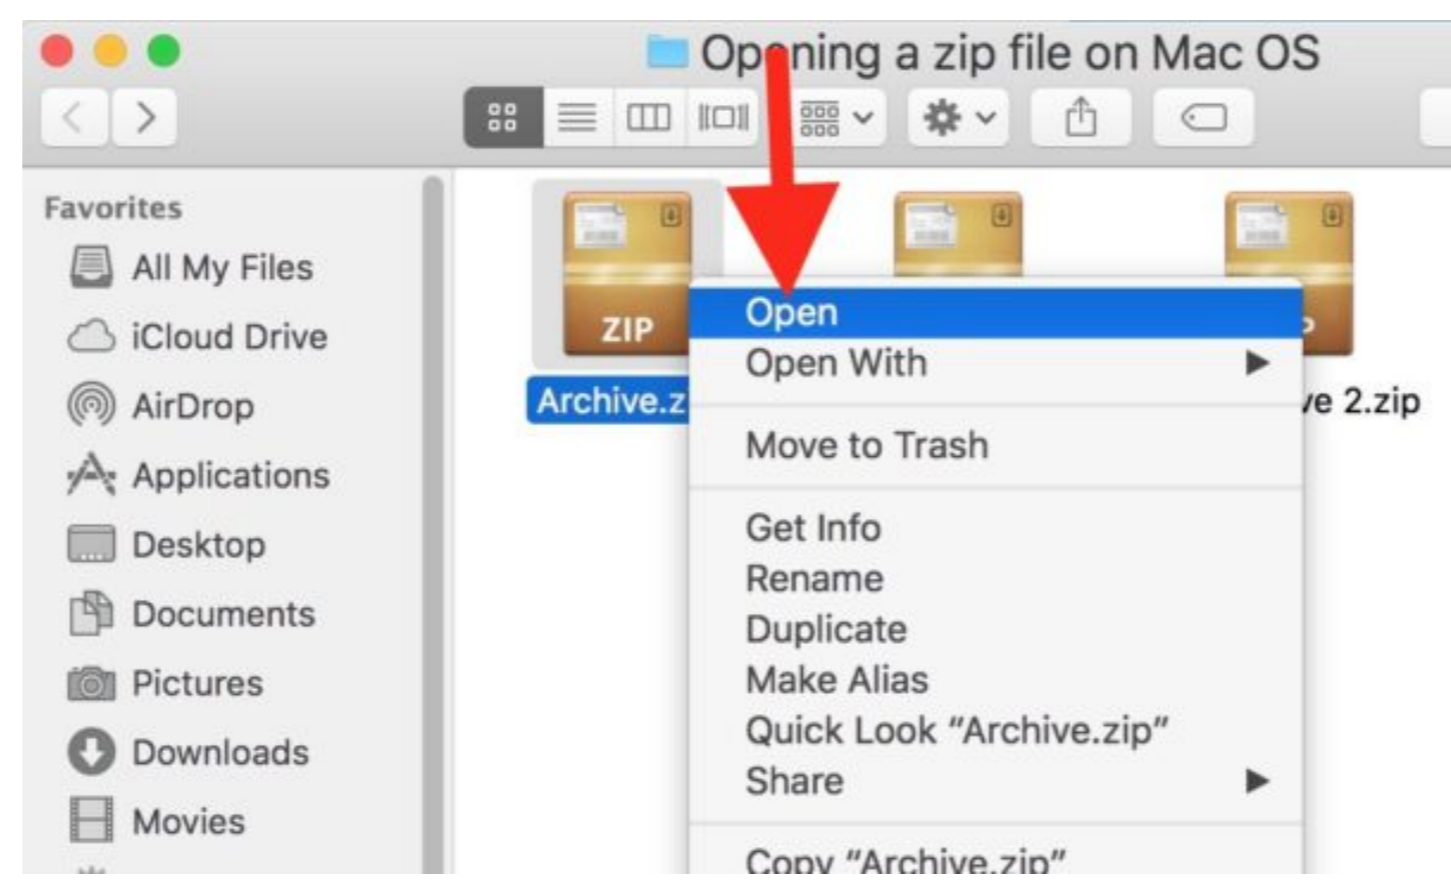 Opening a zip file on Mac OS
Favorites
All My Files
iCloud Drive
AirDrop
Applications
Desktop
Documents
Pictures
Downloads
Movies
ZIP
Archive.z
ve 2.zip
Open
Open With
Move to Trash
Get Info
Rename
Duplicate
Make Alias
Quick Look “Archive.zip”
Share
Copy “Archive.zip”